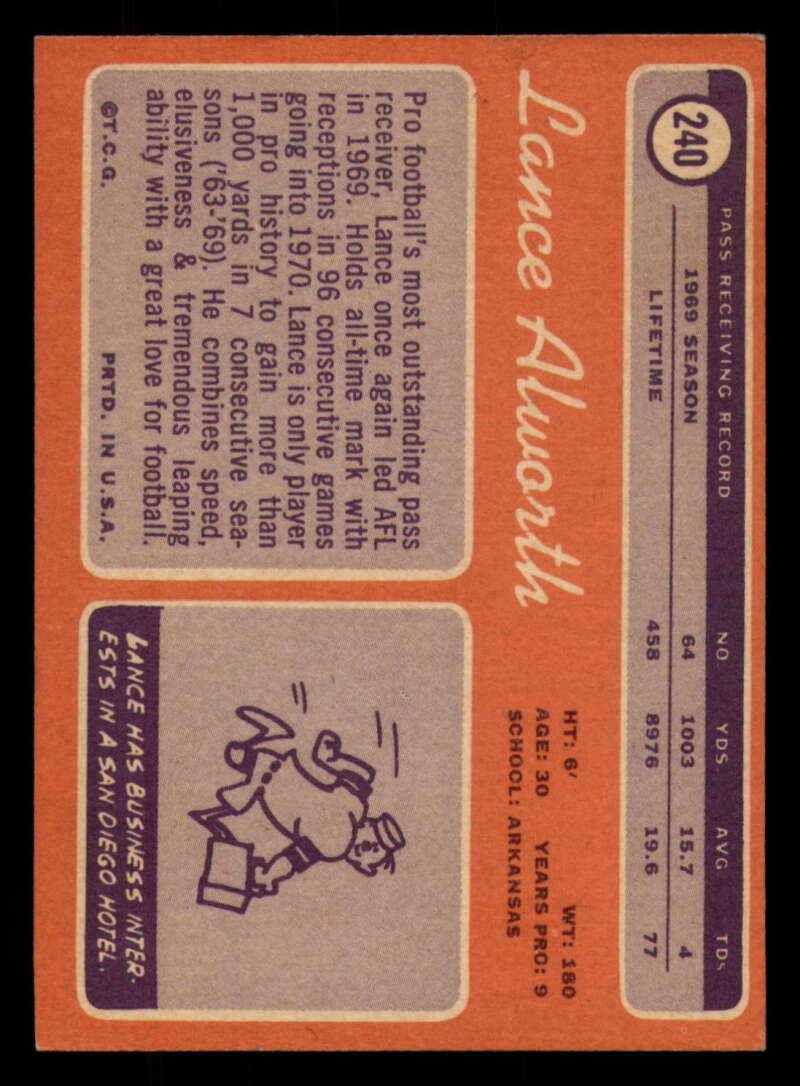 240
PASS RECEIVING RECORD NO YDS. AVG TDS
1969 SEASON 64 1003 15.7 4
LIFETIME 458 8976 19.6 77
Lance Alworth
HT: 6' WT: 180
AGE: 30 YEARS PRO: 9
SCHOOL: ARKANSAS
Pro football's most outstanding pass
receiver, Lance once again led AFL
in 1969. Holds all-time mark with
receptions in 96 consecutive games
going into 1970. Lance is only player
in pro history to gain more than
1,000 yards in 7 consecutive sea-
sons ('63-'69). He combines speed,
elusiveness & tremendous leaping
ability with a great love for football.
©T.C.G. PRTD. IN U.S.A.
LANCE HAS BUSINESS INTER-
ESTS IN A SAN DIEGO HOTEL.